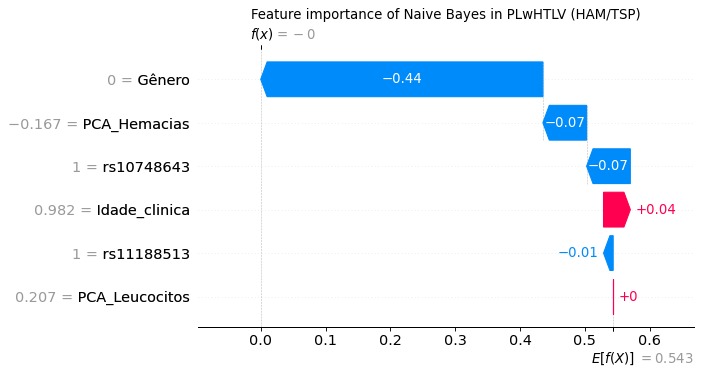 Feature importance of Naive Bayes in PLwHTLV (HAM/TSP)
f(x) = −0
0 = Gênero
−0.44
−0.167 = PCA_Hemacias
−0.07
1 = rs10748643
−0.07
0.982 = Idade_clinica
+0.04
1 = rs11188513
−0.01
0.207 = PCA_Leucocitos
+0
0.0 0.1 0.2 0.3 0.4 0.5 0.6
E[f(X)] = 0.543